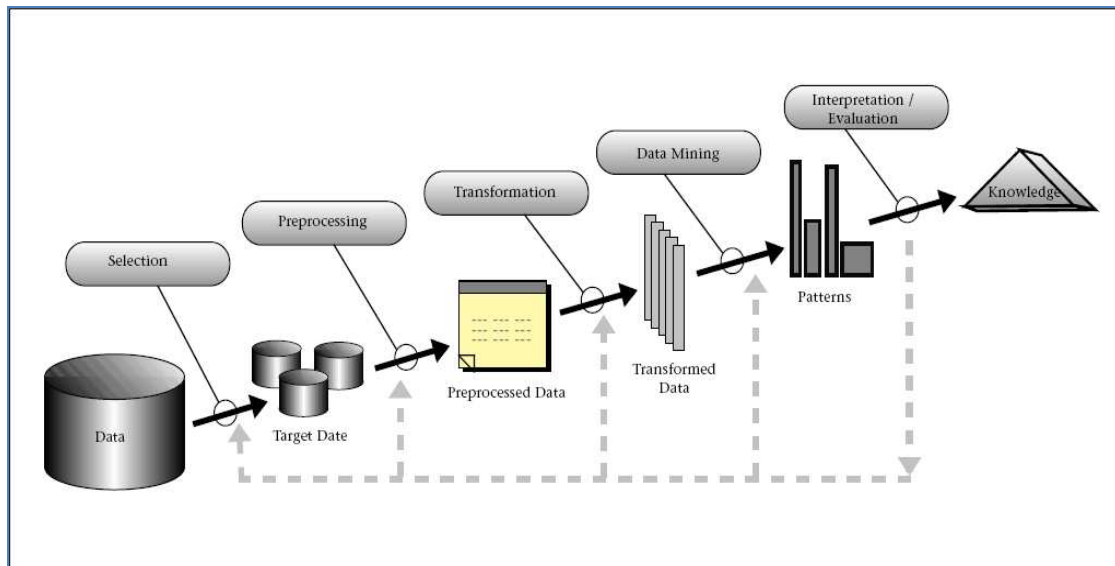 Interpretation /
Evaluation
Data Mining
Transformation
Knowledge
Preprocessing
Selection
Patterns
Transformed
Data
Preprocessed Data
Target Date
Data